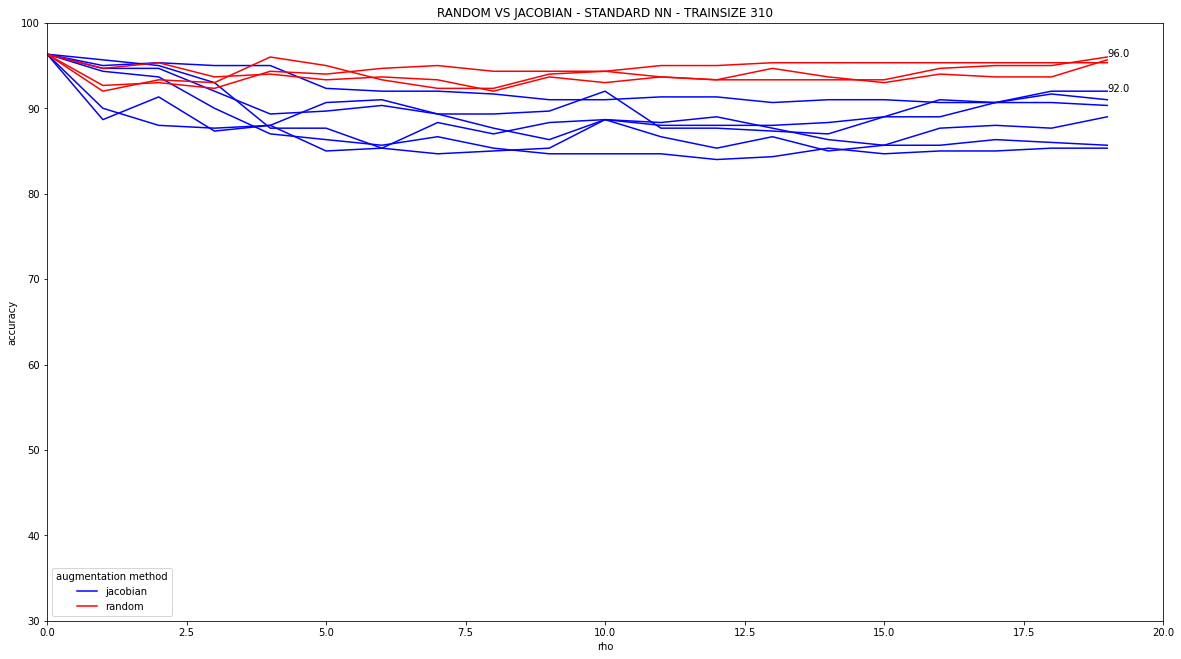 RANDOM VS JACOBIAN - STANDARD NN - TRAINSIZE 310
100
90
80
70
60
50
40
30
accuracy
96.0
92.0
augmentation method
jacobian
random
0.0 2.5 5.0 7.5 10.0 12.5 15.0 17.5 20.0
rho